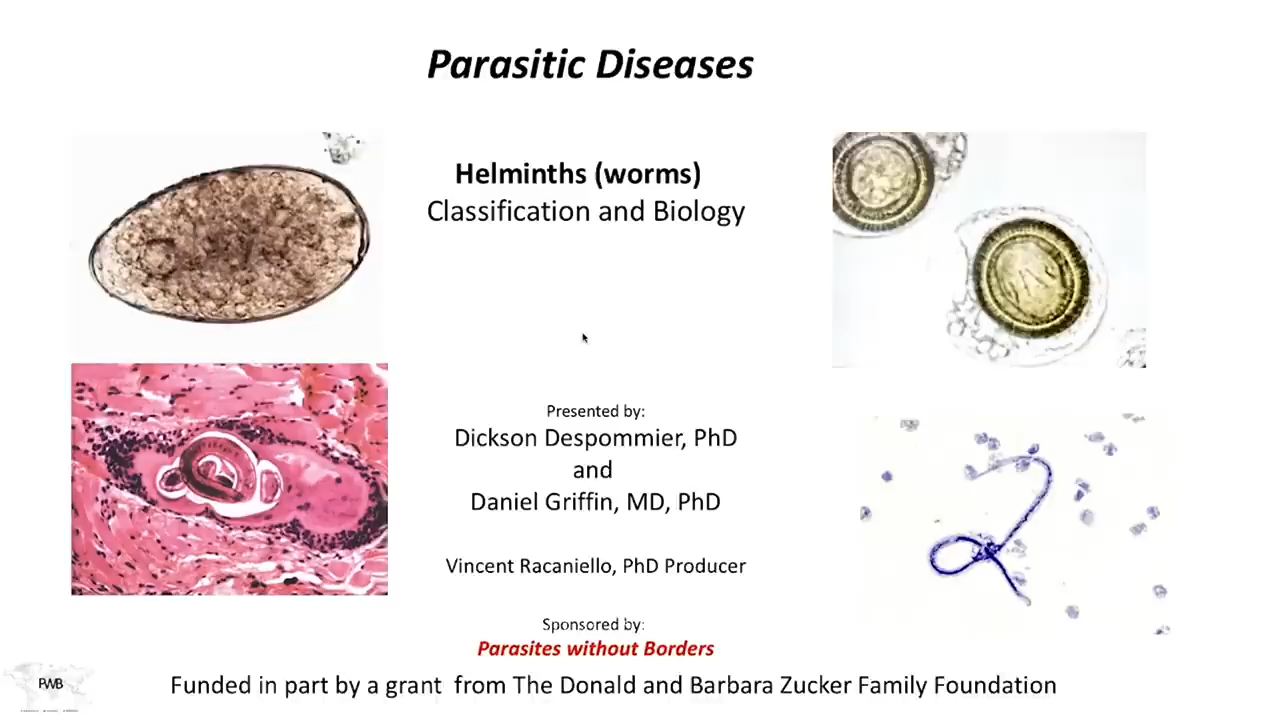 Parasitic Diseases
Helminths (worms)
Classification and Biology
Presented by:
Dickson Despommier, PhD
and
Daniel Griffin, MD, PhD
Vincent Racaniello, PhD Producer
Sponsored by:
Parasites without Borders
PWB
Funded in part by a grant from The Donald and Barbara Zucker Family Foundation